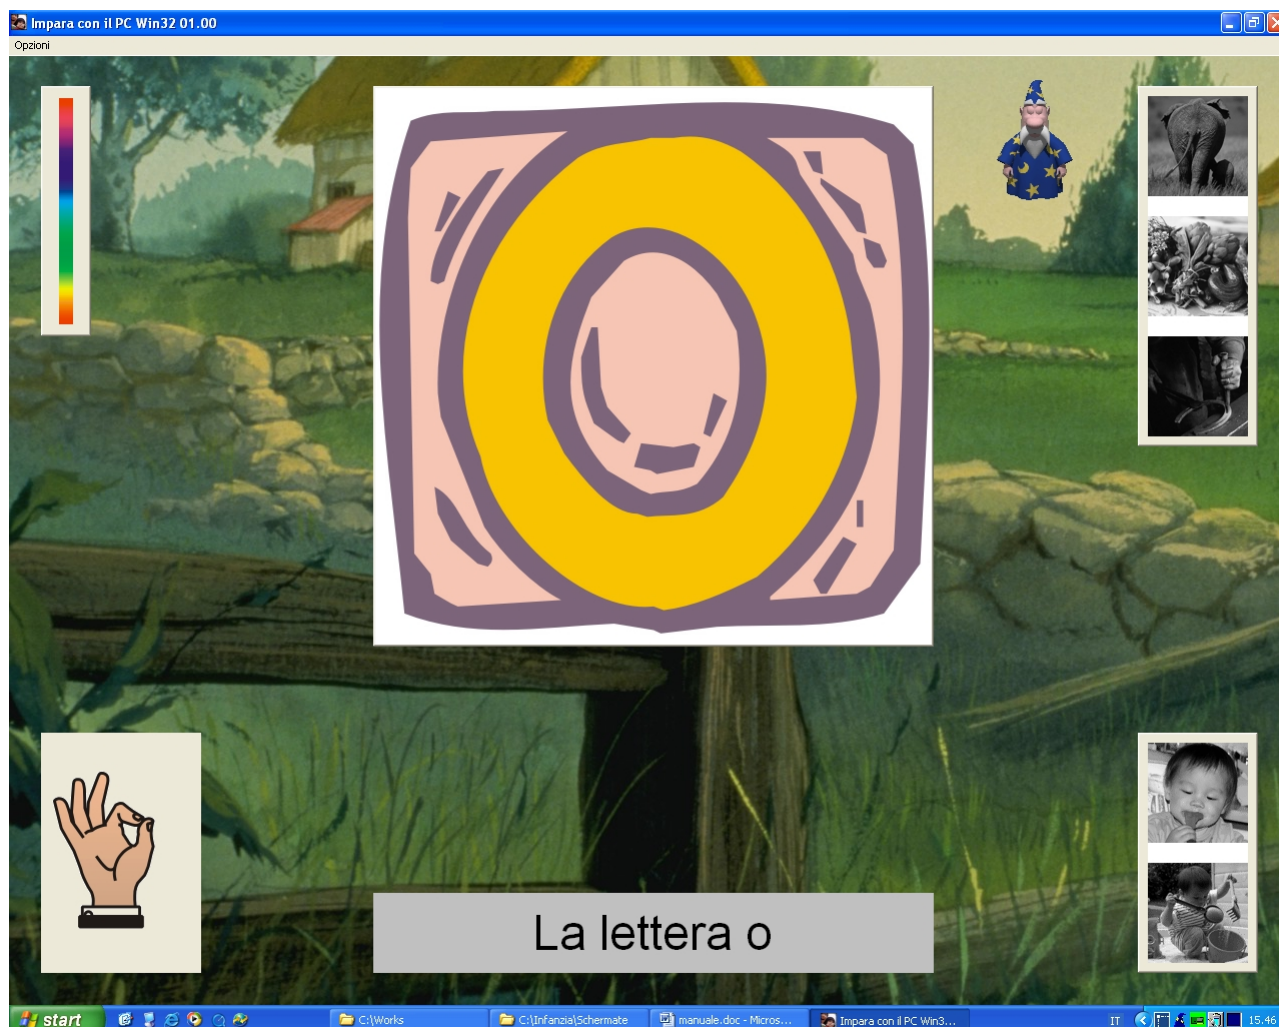 Impara con il PC Win32 01.00
Opzioni
O
La lettera o
start
C:\Works
C:\Infanzia\Schermate
manuale.doc - Micros...
Impara con il PC Win3...
IT
15.46